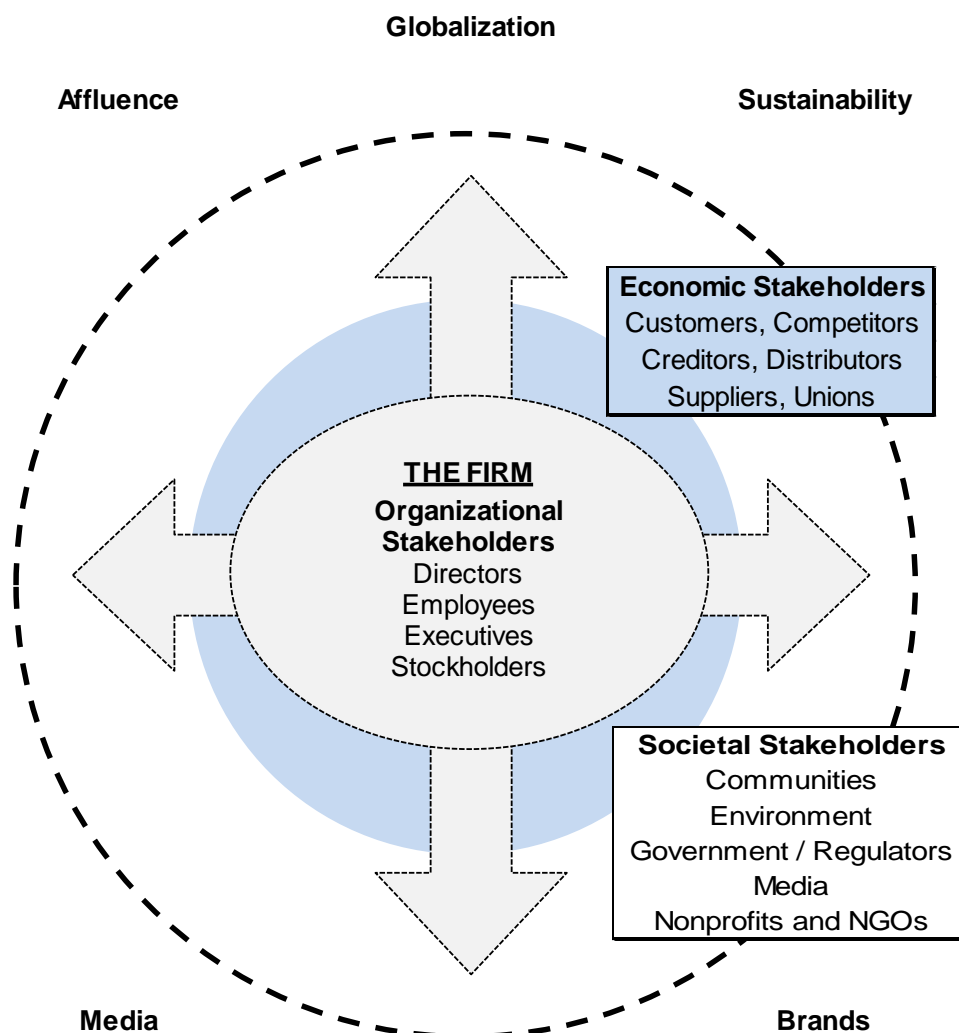 Globalization
Affluence
Sustainability
Economic Stakeholders
Customers, Competitors
Creditors, Distributors
Suppliers, Unions
THE FIRM
Organizational
Stakeholders
Directors
Employees
Executives
Stockholders
Societal Stakeholders
Communities
Environment
Government / Regulators
Media
Nonprofits and NGOs
Media
Brands